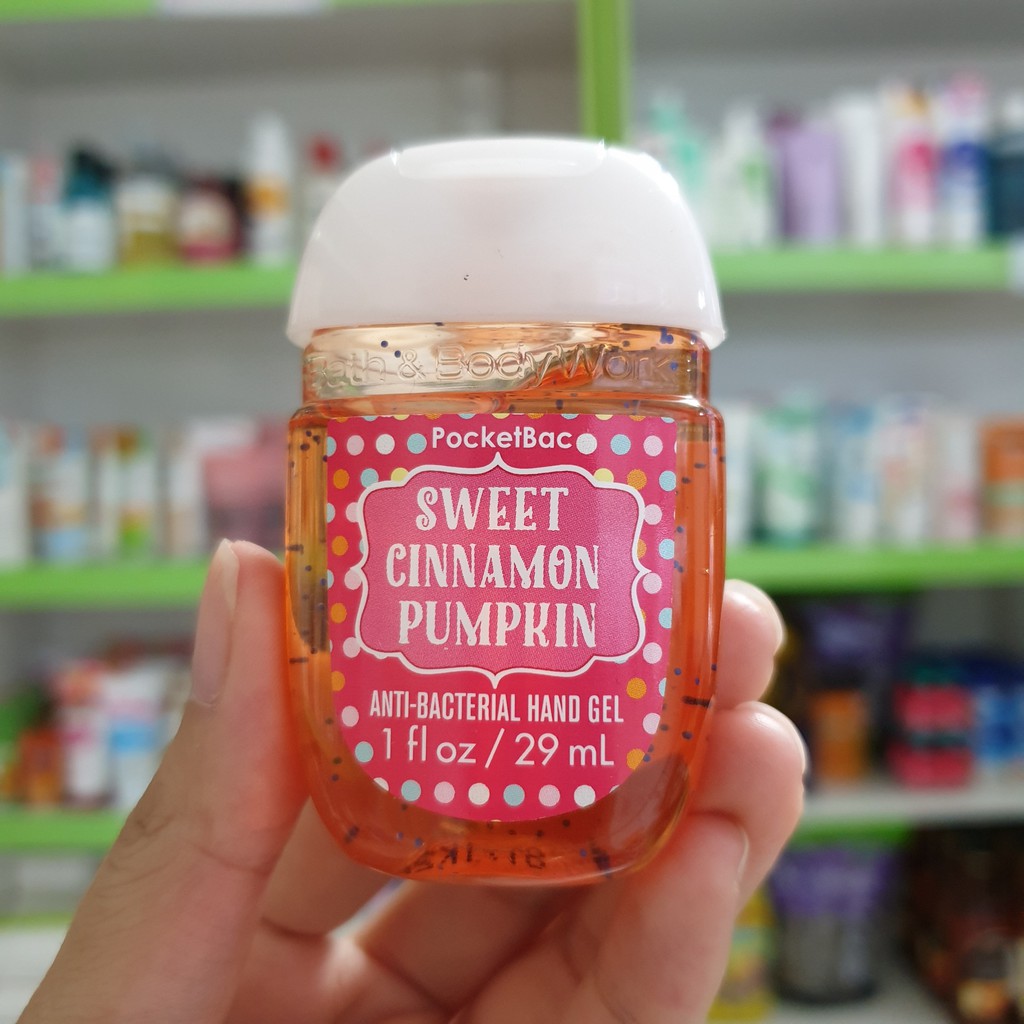 Bath & Body Works
PocketBac
SWEET
CINNAMON
PUMPKIN
ANTI-BACTERIAL HAND GEL
1 fl oz / 29 mL